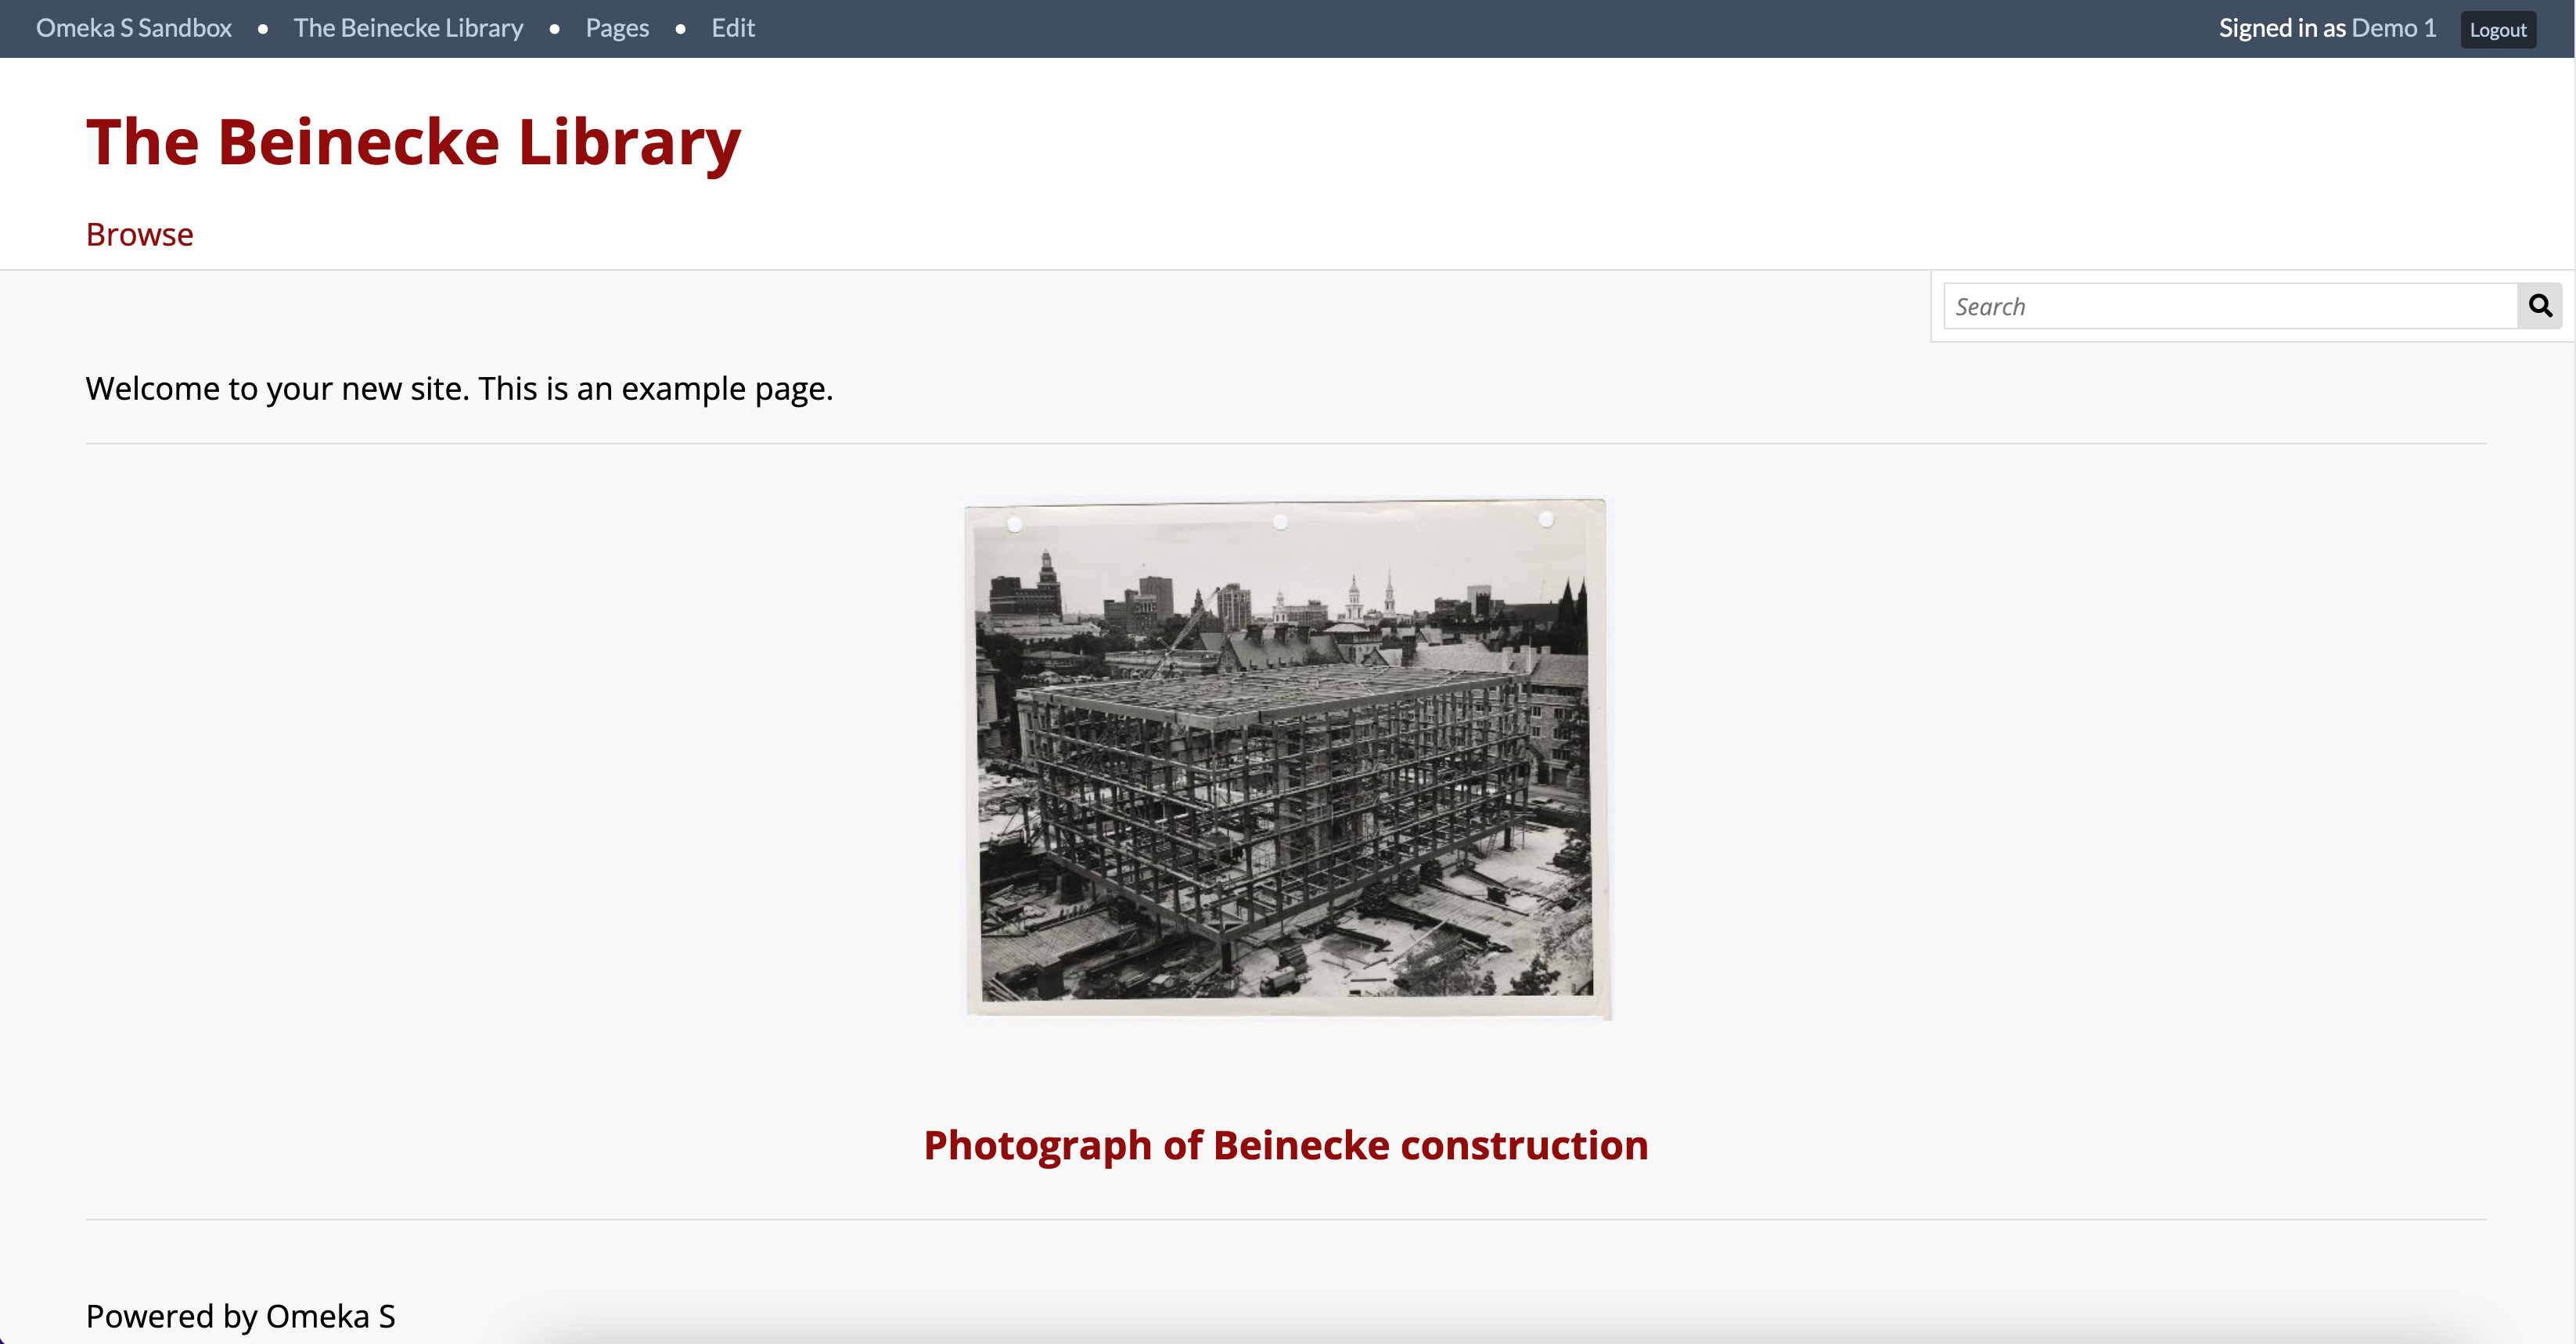 Omeka S Sandbox • The Beinecke Library • Pages • Edit
Signed in as Demo 1 Logout
The Beinecke Library
Browse
Search
Welcome to your new site. This is an example page.
Photograph of Beinecke construction
Powered by Omeka S